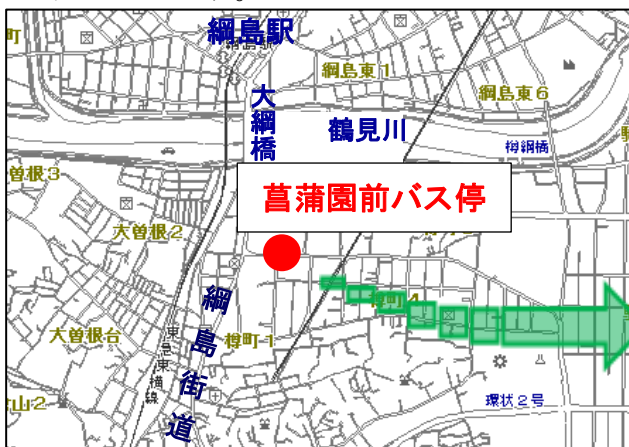 綱島駅
町
綱島東1
綱島東6
大綱橋
鶴見川
樽綱橋
曽根3
菖蒲園前バス停
大曽根2
樽町4
綱島街道
大曽根台
東急東横線
樽町1
山2
環状2号